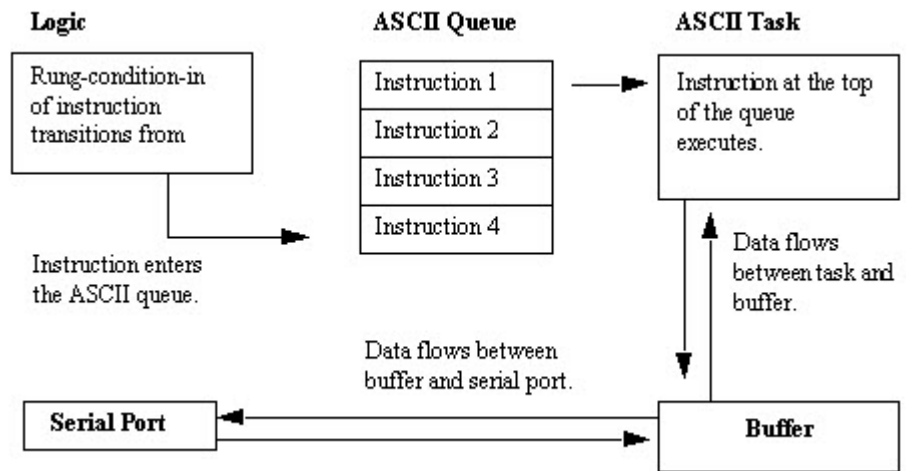 Logic
ASCII Queue
ASCII Task
Rung-condition-in
of instruction
transitions from
Instruction 1
Instruction 2
Instruction 3
Instruction 4
Instruction at the top
of the queue
executes.
Instruction enters
the ASCII queue.
Data flows
between task and
buffer.
Data flows between
buffer and serial port.
Serial Port
Buffer